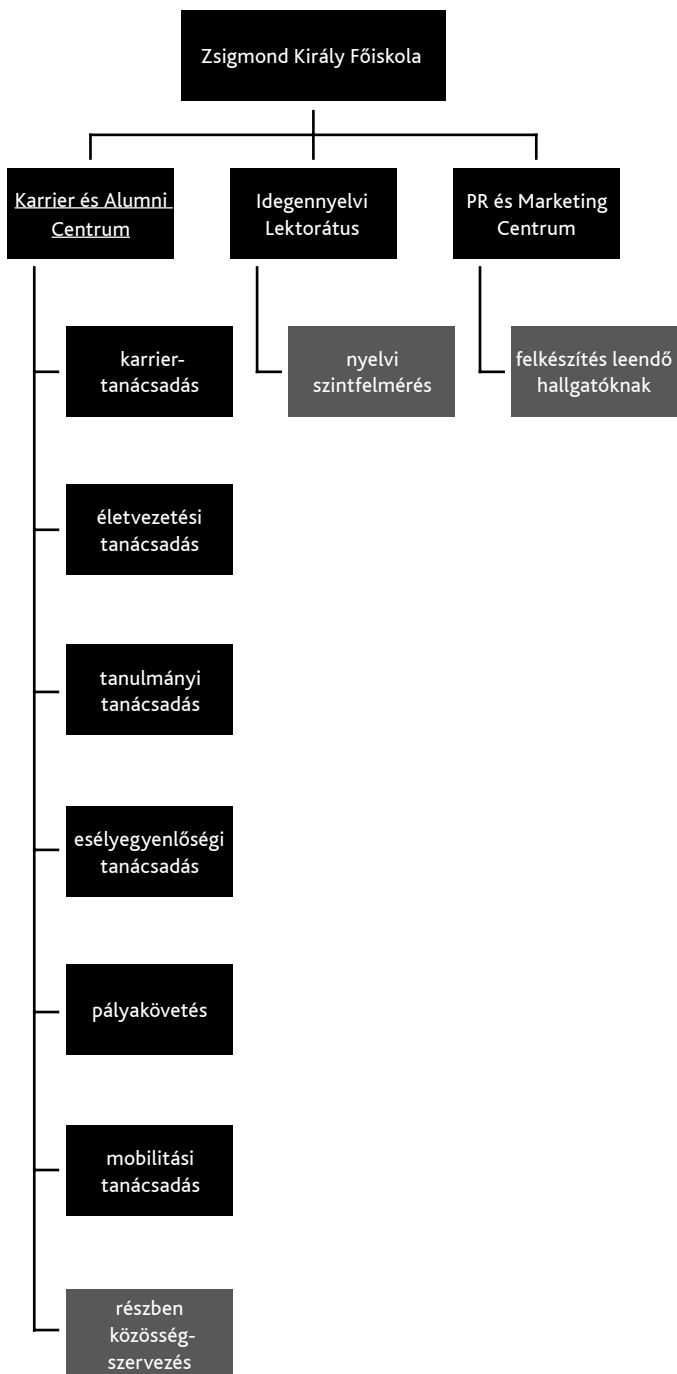 Zsigmond Király Főiskola
Karrier és Alumni
Centrum
Idegennyelvi
Lektorátus
PR és Marketing
Centrum
karrier-
tanácsadás
nyelvi
szintfelmérés
felkészítés leendő
hallgatóknak
életvezetési
tanácsadás
tanulmányi
tanácsadás
esélyegyenlőségi
tanácsadás
pályakövetés
mobilitási
tanácsadás
részben
közösség-
szervezés